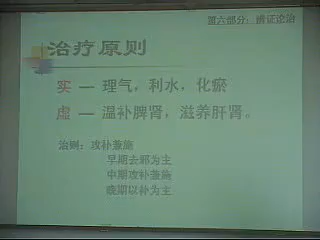 第六部分：辨证论治
治疗原则
实 — 理气，利水，化瘀
虚 — 温补脾肾，滋养肝肾。
治则：攻补兼施
早期去邪为主
中期攻补兼施
晚期以补为主